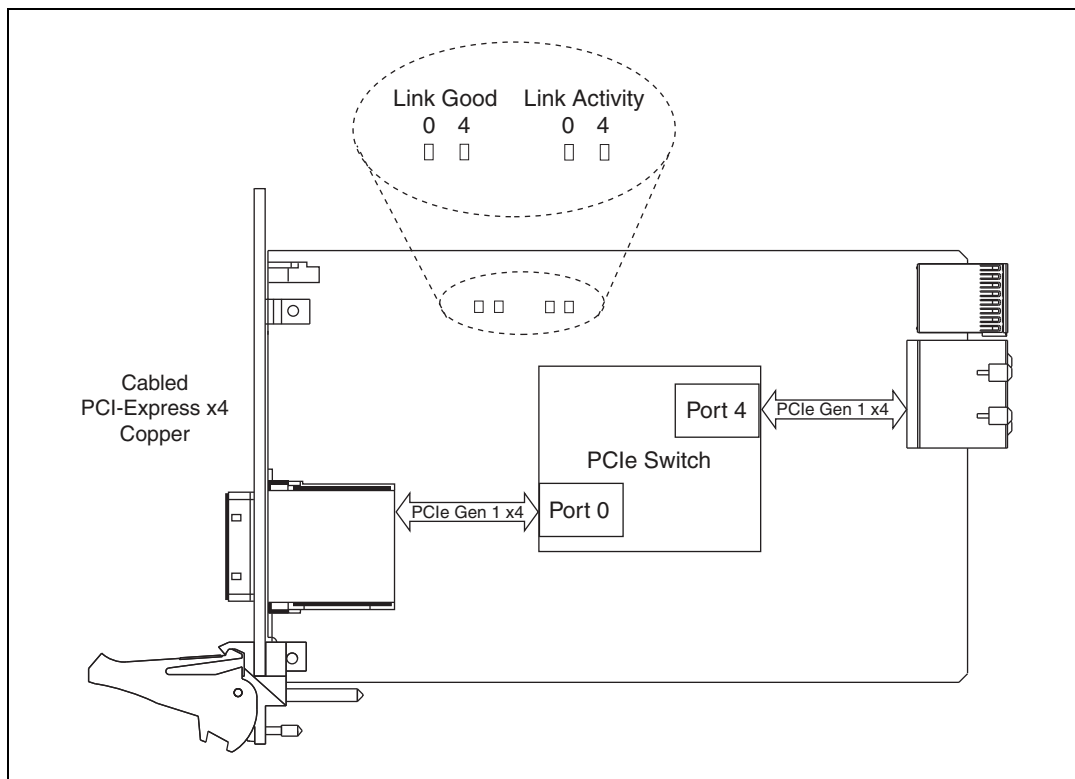 Link Good Link Activity
0 4 0 4
Cabled
PCI-Express x4
Copper
Port 4
PCIe Gen 1 x4
PCIe Switch
PCIe Gen 1 x4
Port 0